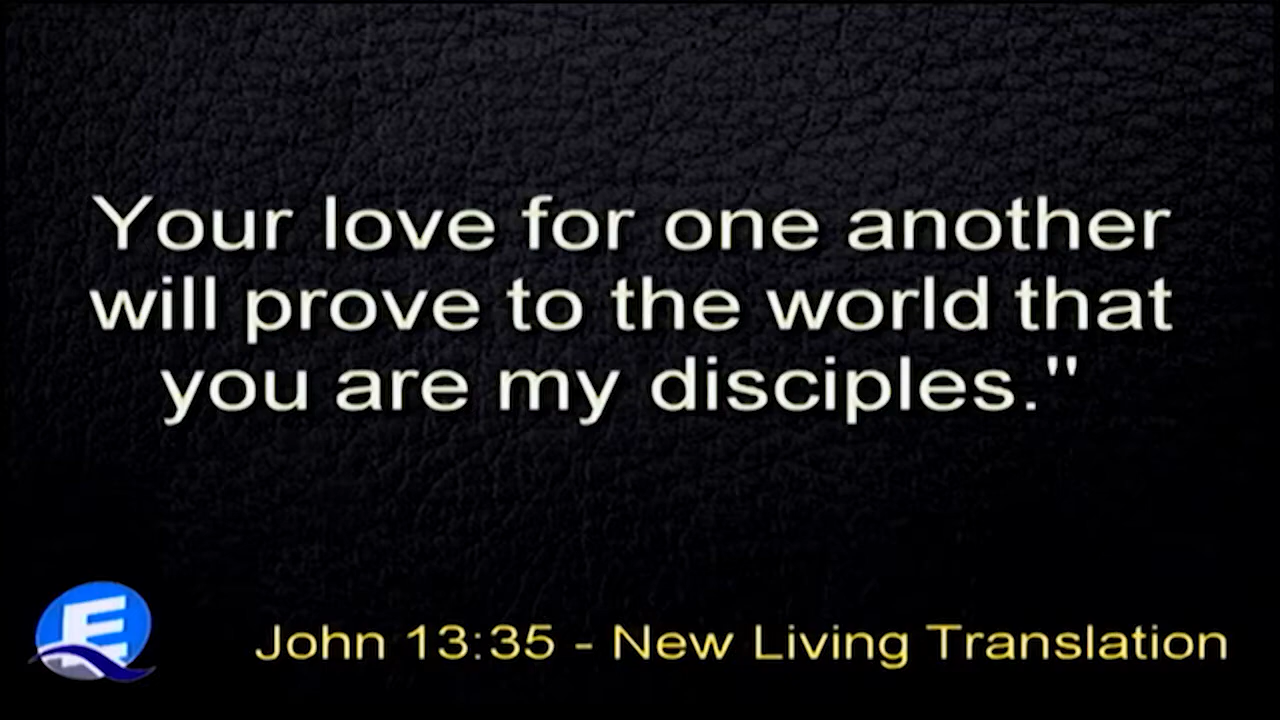 Your love for one another
will prove to the world that
you are my disciples."
E
John 13:35 - New Living Translation